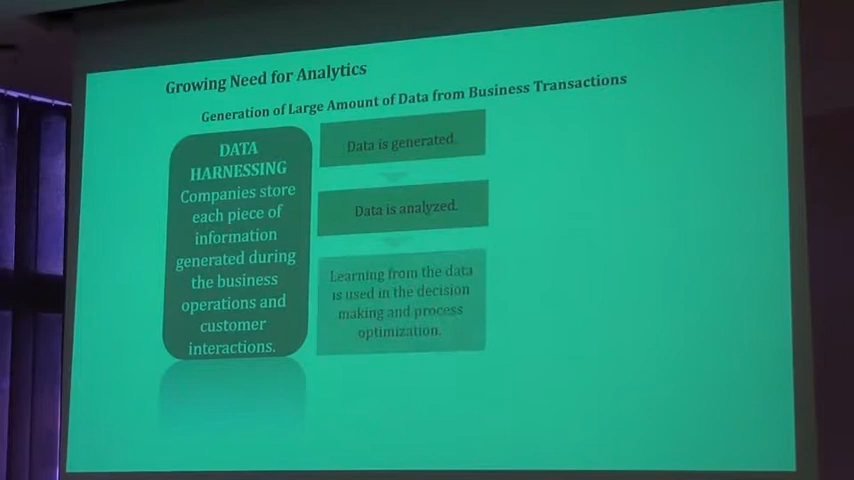 Growing Need for Analytics
Generation of Large Amount of Data from Business Transactions
DATA
HARNESSING
Companies store
each piece of
information
generated during
the business
operations and
customer
interactions.
Data is generated.
Data is analyzed.
Learning from the data
is used in the decision
making and process
optimization.